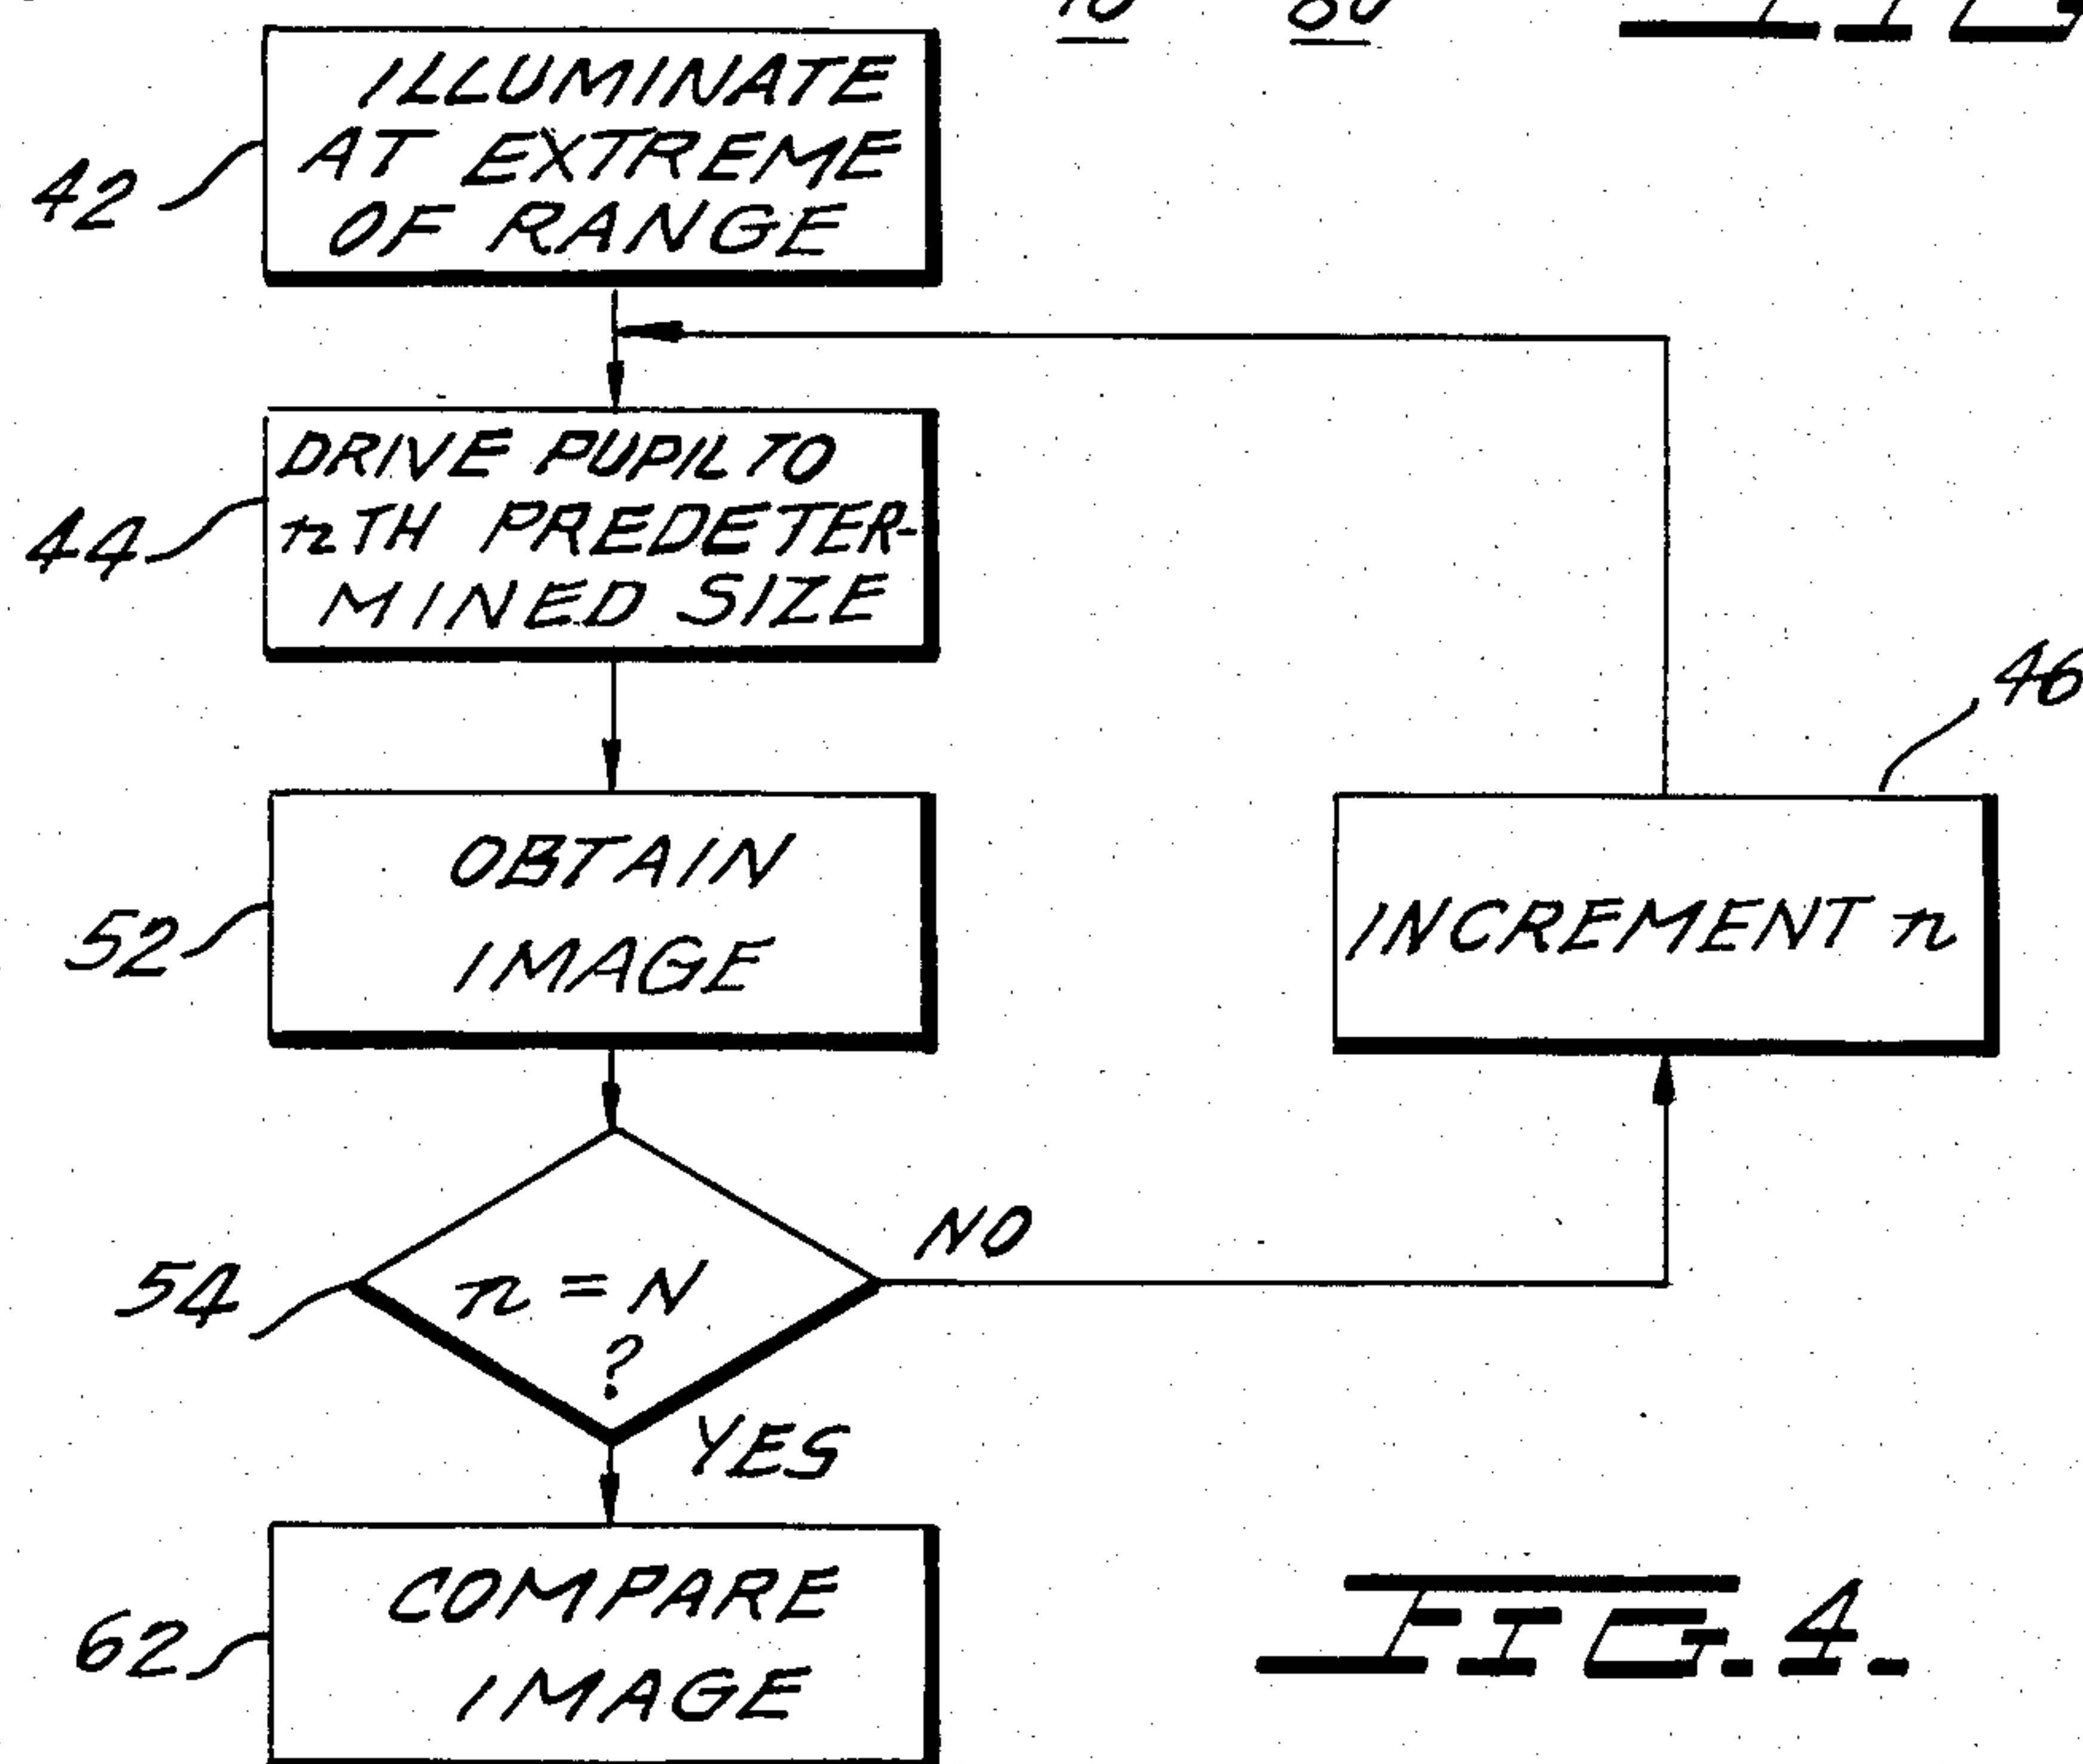 ILLUMINATE
AT EXTREME
OF RANGE
42
DRIVE PUPIL TO
nTH PREDETER-
MINED SIZE
44
46
OBTAIN
IMAGE
52
INCREMENT n
NO
n = N
?
54
YES
COMPARE
IMAGE
62
FIG. 4.